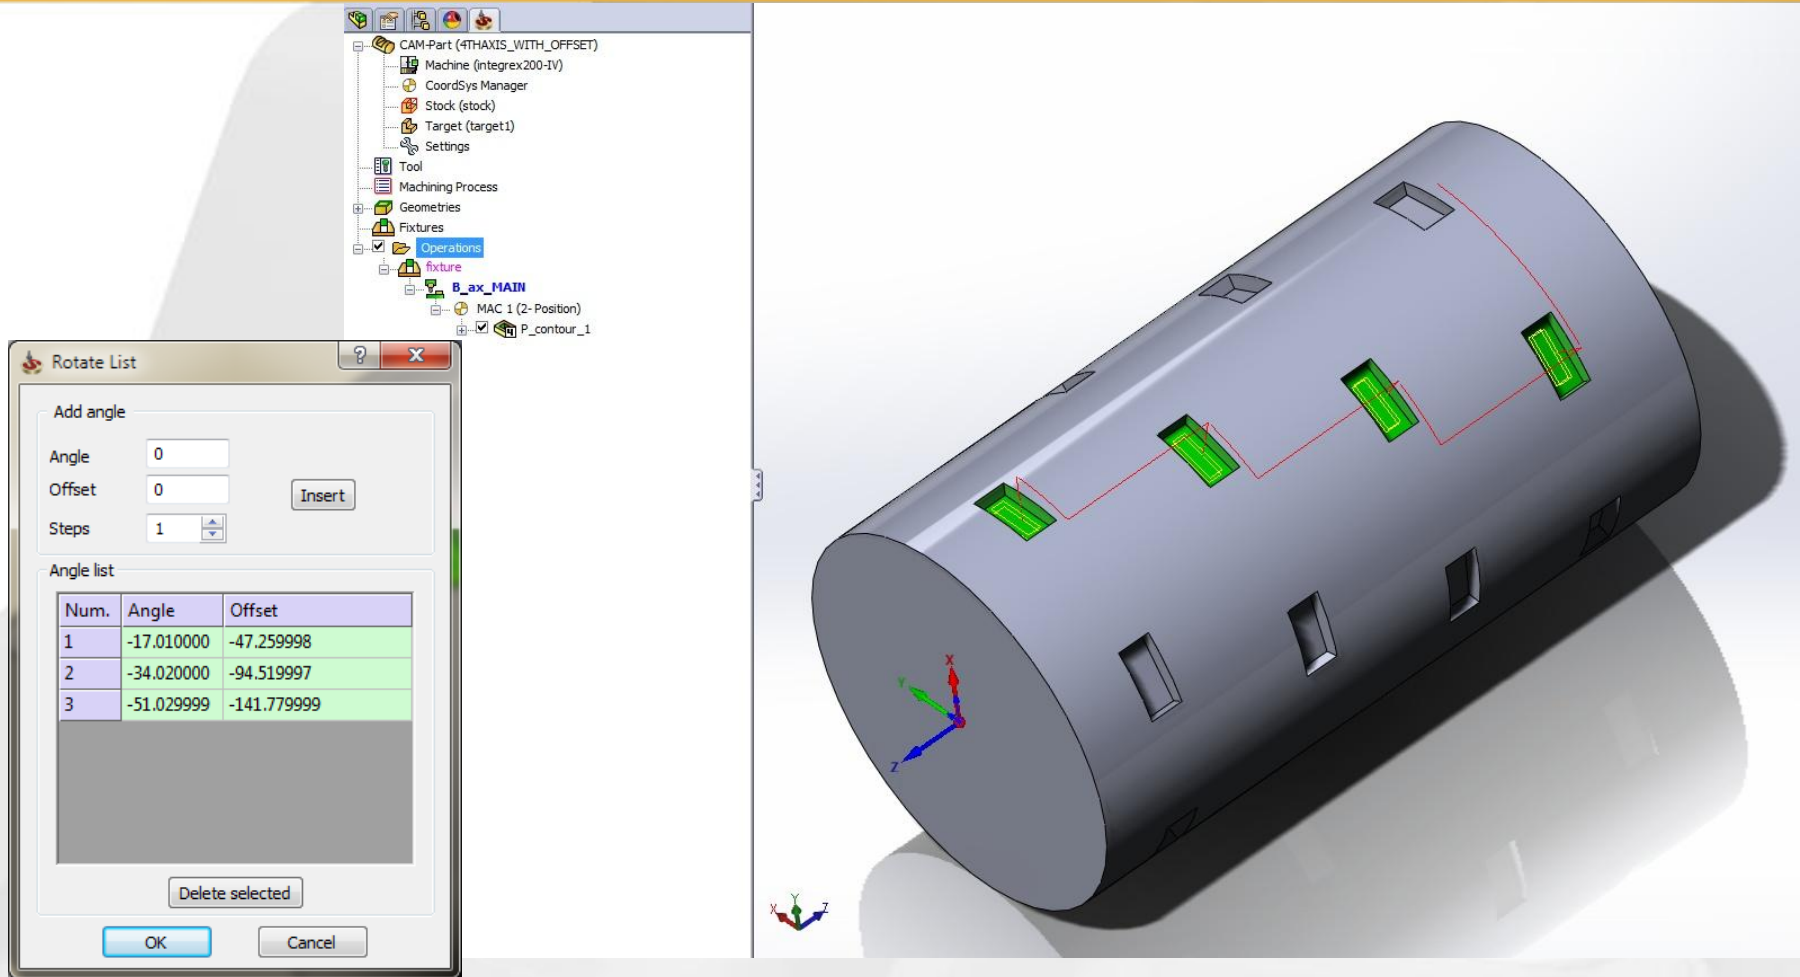 CAM-Part (4THAXIS_WITH_OFFSET)
Machine (integrex200-IV)
CoordSys Manager
Stock (stock)
Target (target1)
Settings
Tool
Machining Process
Geometries
Fixtures
Operations
fixture
B_ax_MAIN
MAC 1 (2- Position)
P_contour_1
Rotate List
Add angle
Angle 0
Offset 0
Insert
Steps 1
Angle list
Num. Angle Offset
1 -17.010000 -47.259998
2 -34.020000 -94.519997
3 -51.029999 -141.779999
Delete selected
OK Cancel
X
Y
Z
Y
X Z